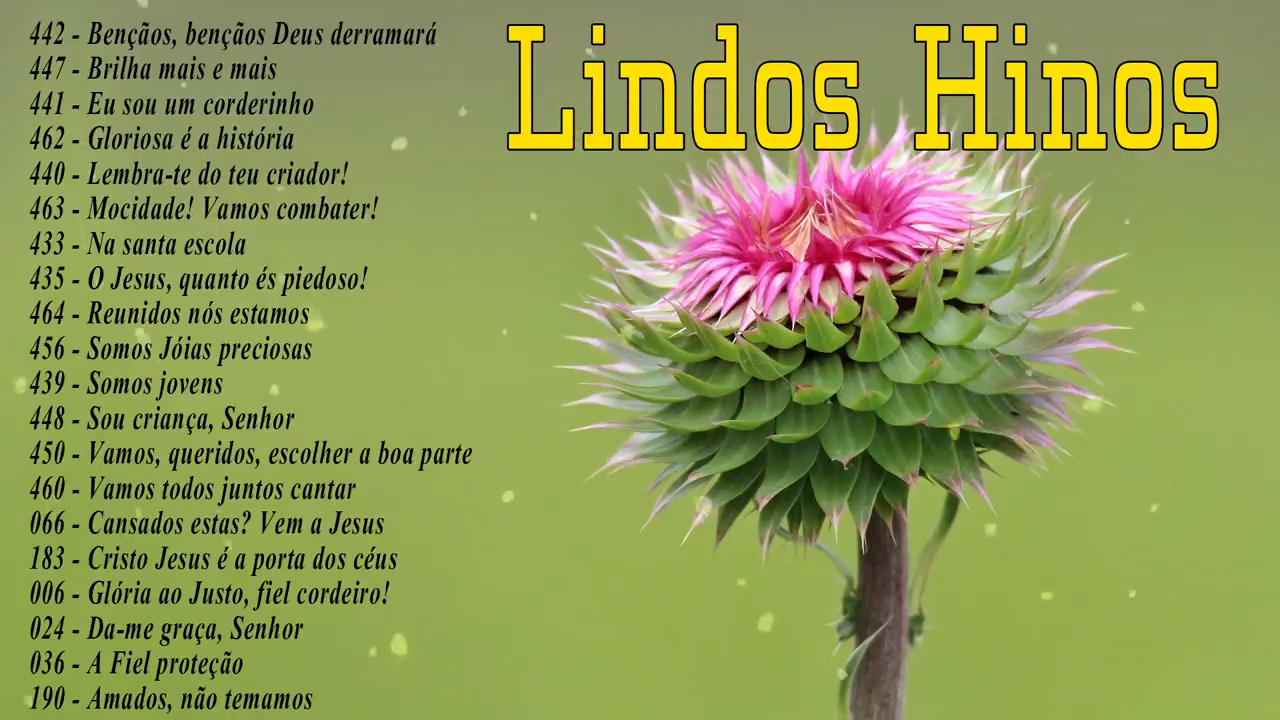 Lindos Hinos
442 - Bençãos, bençãos Deus derramará
447 - Brilha mais e mais
441 - Eu sou um corderinho
462 - Gloriosa é a história
440 - Lembra-te do teu criador!
463 - Mocidade! Vamos combater!
433 - Na santa escola
435 - O Jesus, quanto és piedoso!
464 - Reunidos nós estamos
456 - Somos Jóias preciosas
439 - Somos jovens
448 - Sou criança, Senhor
450 - Vamos, queridos, escolher a boa parte
460 - Vamos todos juntos cantar
066 - Cansados estas? Vem a Jesus
183 - Cristo Jesus é a porta dos céus
006 - Glória ao Justo, fiel cordeiro!
024 - Da-me graça, Senhor
036 - A Fiel proteção
190 - Amados, não temamos